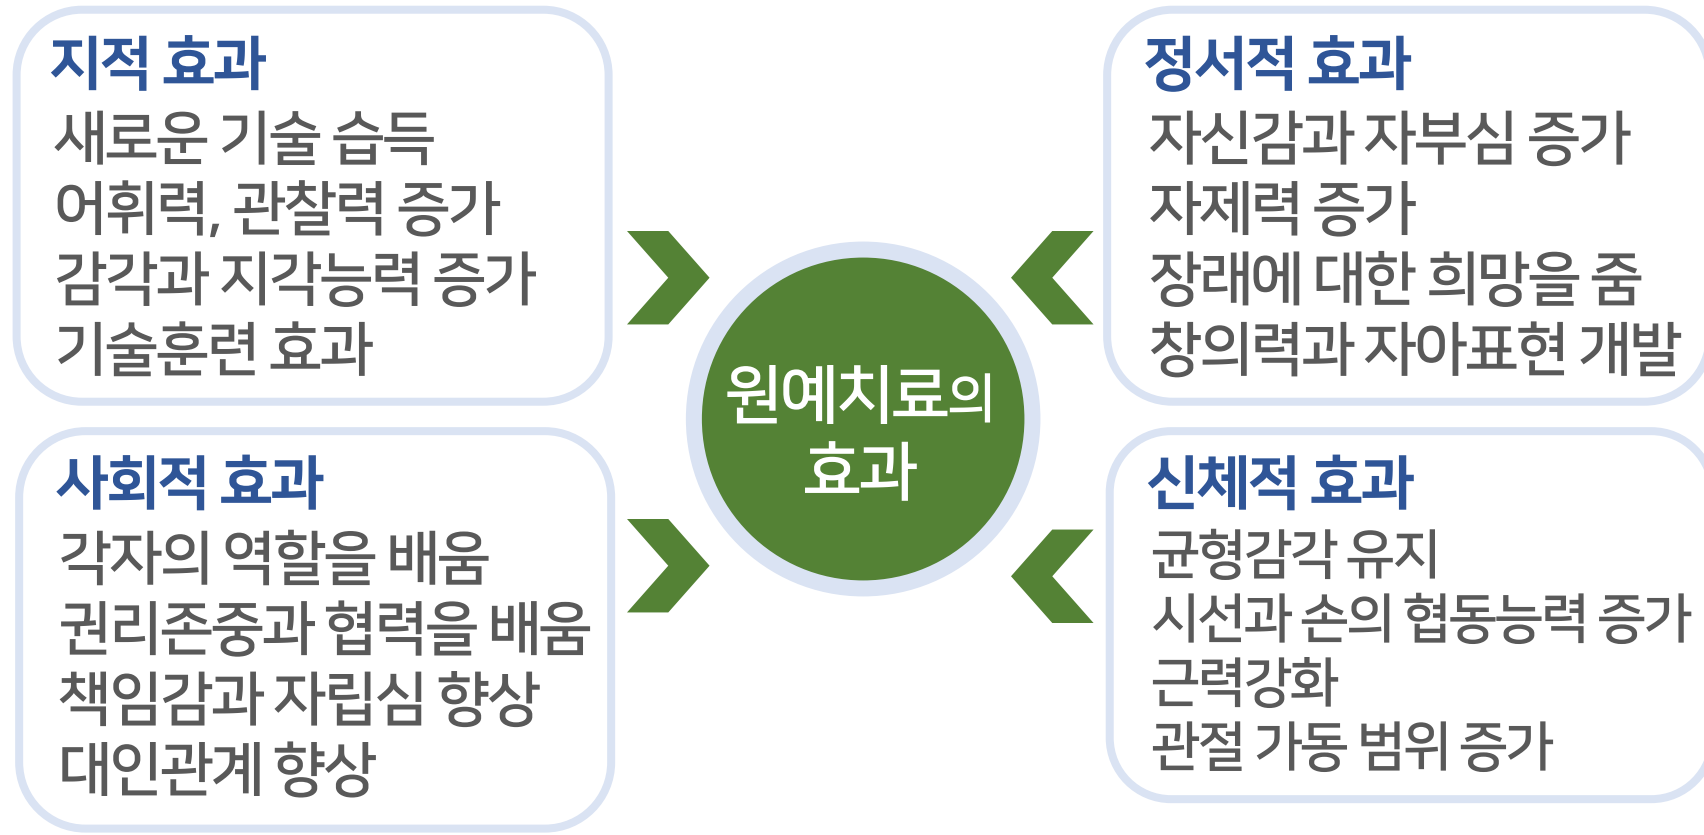 지적 효과
새로운 기술 습득
어휘력, 관찰력 증가
감각과 지각능력 증가
기술훈련 효과
정서적 효과
자신감과 자부심 증가
자제력 증가
장래에 대한 희망을 줌
창의력과 자아표현 개발
원예치료의
효과
사회적 효과
각자의 역할을 배움
권리존중과 협력을 배움
책임감과 자립심 향상
대인관계 향상
신체적 효과
균형감각 유지
시선과 손의 협동능력 증가
근력강화
관절 가동 범위 증가